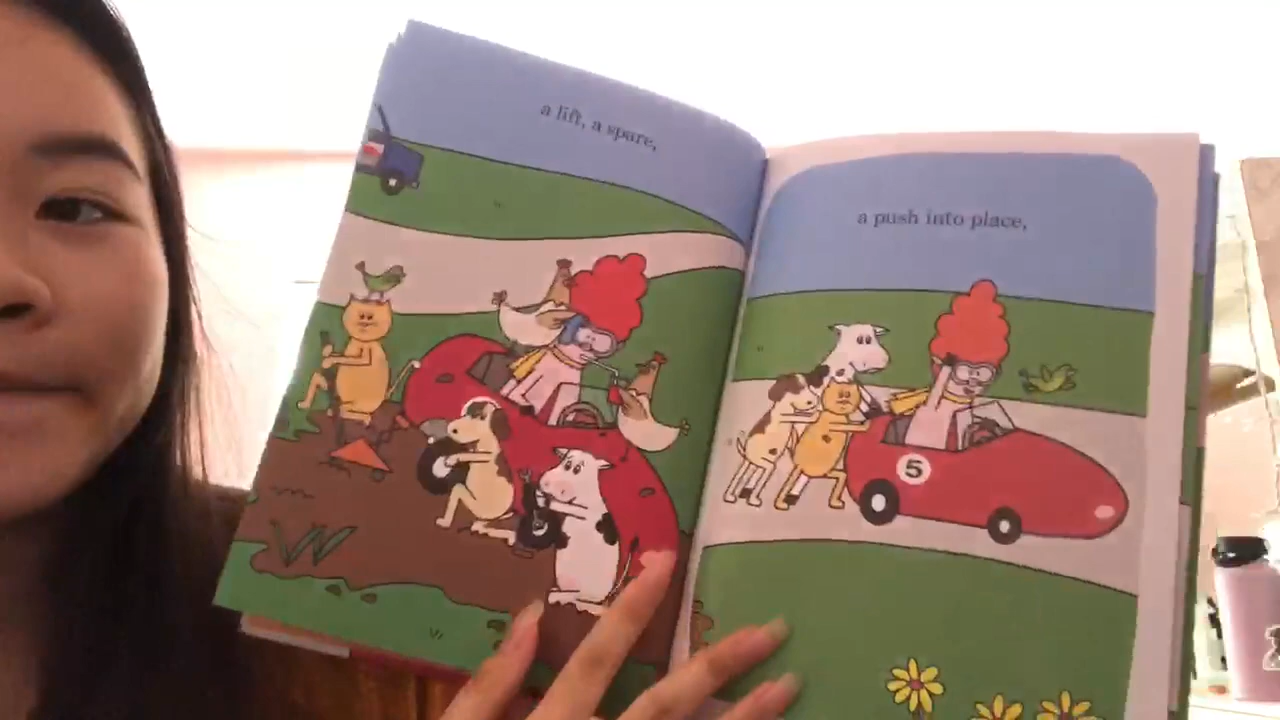 a lift, a spare,
a push into place,
5